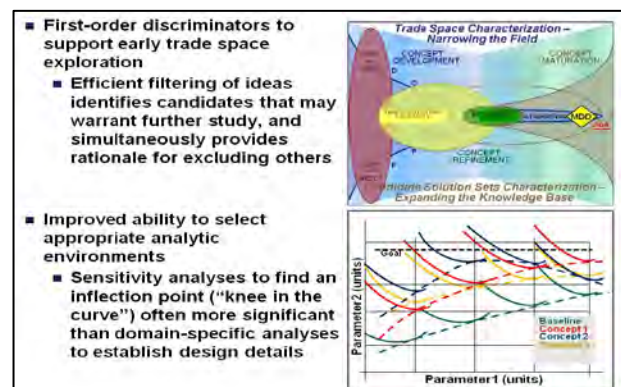 ▪ First-order discriminators to
support early trade space
exploration
▪ Efficient filtering of ideas
identifies candidates that may
warrant further study, and
simultaneously provides
rationale for excluding others
Trade Space Characterization –
Narrowing the Field
CONCEPT
DEVELOPMENT
CONCEPT
MATURATION
MDD
CONCEPT
REFINEMENT
Solution Sets Characterization –
Expanding the Knowledge Base
▪ Improved ability to select
appropriate analytic
environments
▪ Sensitivity analyses to find an
inflection point (“knee in the
curve”) often more significant
than domain-specific analyses
to establish design details
Goal
Parameter2 (units)
Baseline
Concept 1
Concept 2
Parameter1 (units)